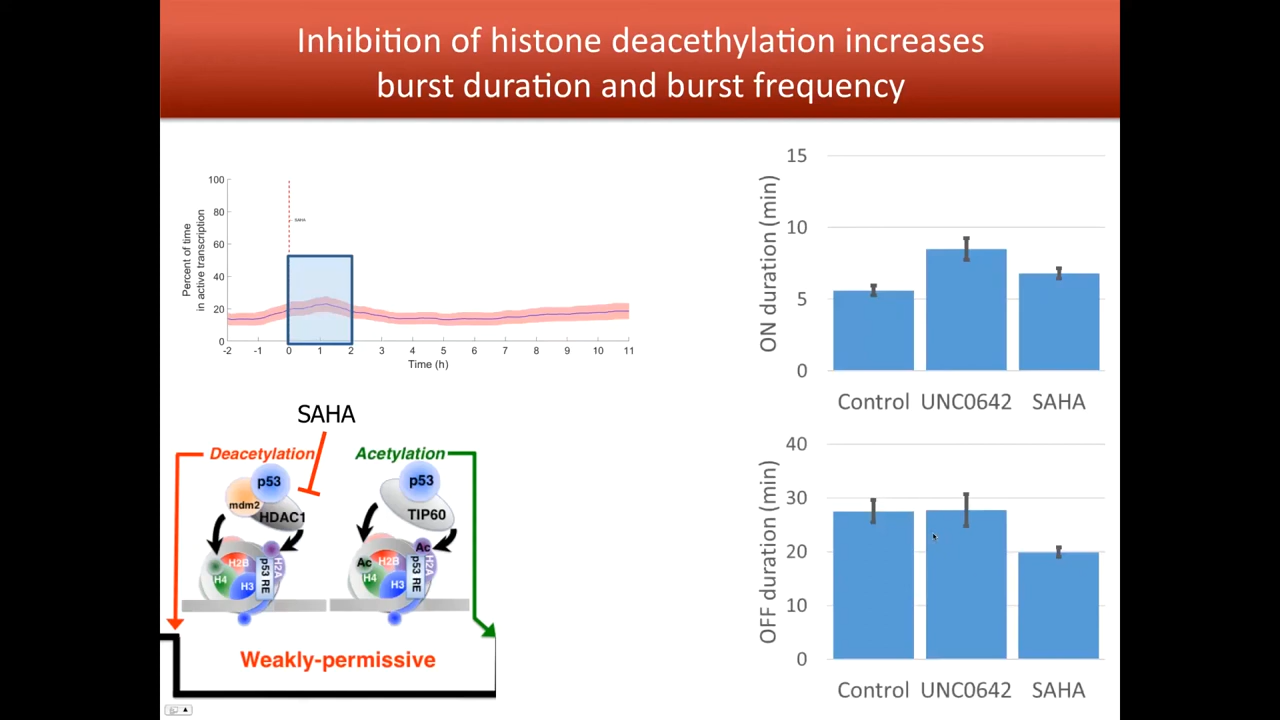 Inhibition of histone deacethylation increases
burst duration and burst frequency
Percent of time
in active transcription
100
80
60
40
20
0
SAHA
-2 -1 0 1 2 3 4 5 6 7 8 9 10 11
Time (h)
SAHA
Deacetylation
Acetylation
p53
mdm2
HDAC1
H2B
H2A
H4
H3
p53 RE
p53
TIP60
Ac
Ac
H2B
H2A
H4
H3
p53 RE
Weakly-permissive
ON duration (min)
15
10
5
0
Control UNC0642 SAHA
OFF duration (min)
40
30
20
10
0
Control UNC0642 SAHA